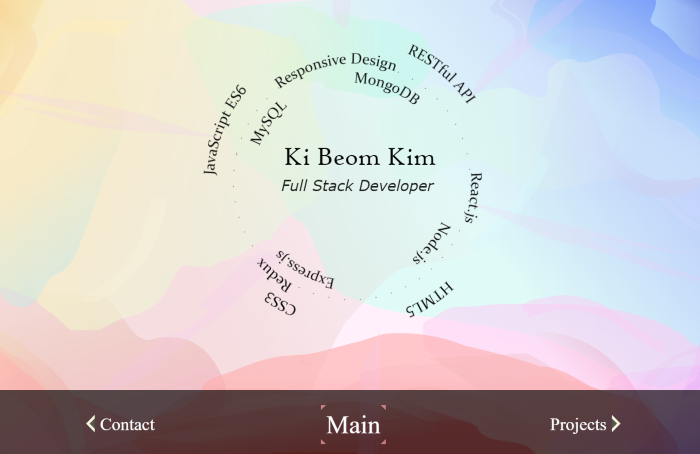 RESTful API
Responsive Design
MongoDB
JavaScript ES6
MySQL
Ki Beom Kim
Full Stack Developer
React.js
Node.js
Express.js
Redux
CSS3
HTML5
Contact
Main
Projects